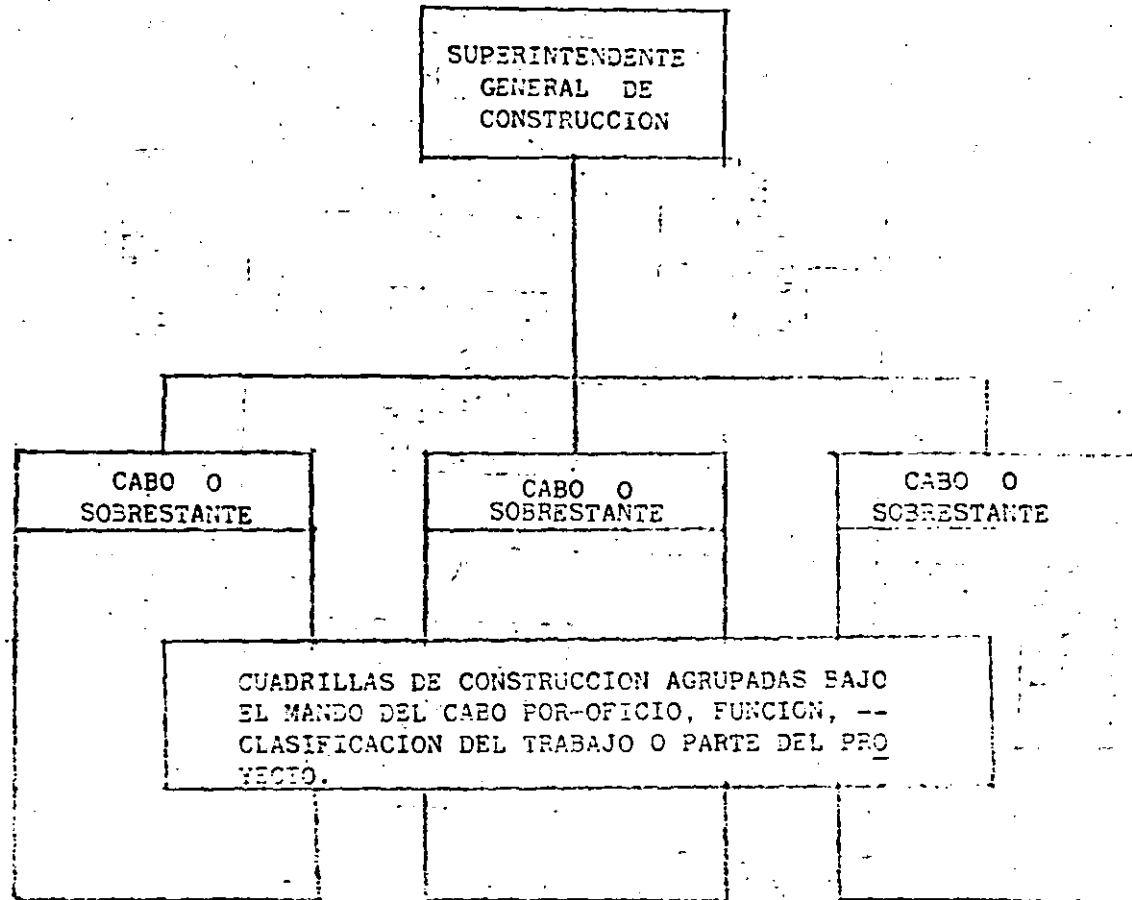 SUPERINTENDENTE
GENERAL DE
CONSTRUCCION
CABO O
SOBRESTANTE
CABO O
SOBRESTANTE
CABO O
SOBRESTANTE
CUADRILLAS DE CONSTRUCCION AGRUPADAS BAJO
EL MANDO DEL CABO POR-OFICIO, FUNCION, --
CLASIFICACION DEL TRABAJO O PARTE DEL PRO
YECTO.